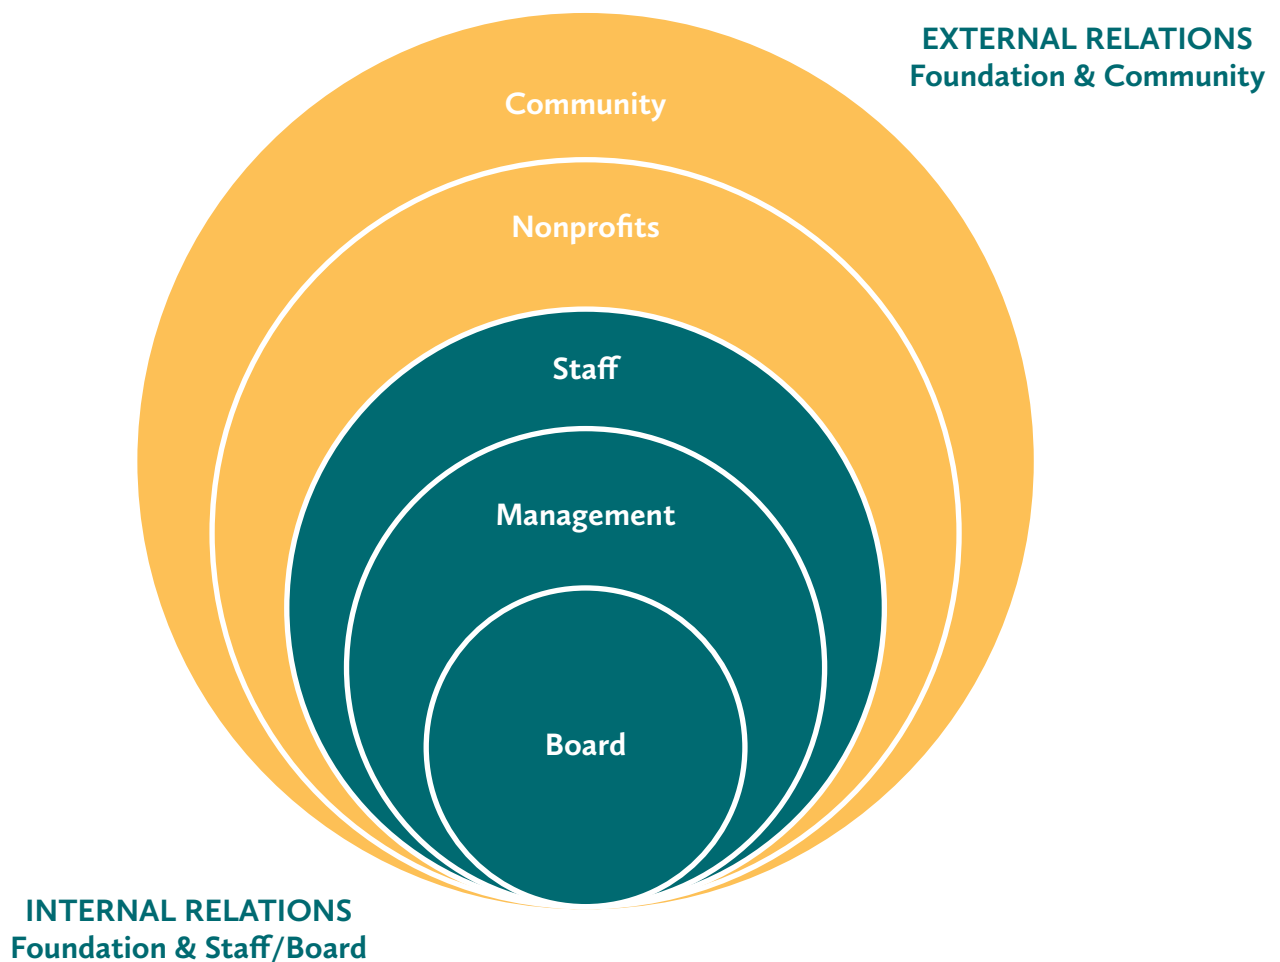 EXTERNAL RELATIONS
Foundation & Community
Community
Nonprofits
Staff
Management
Board
INTERNAL RELATIONS
Foundation & Staff/Board